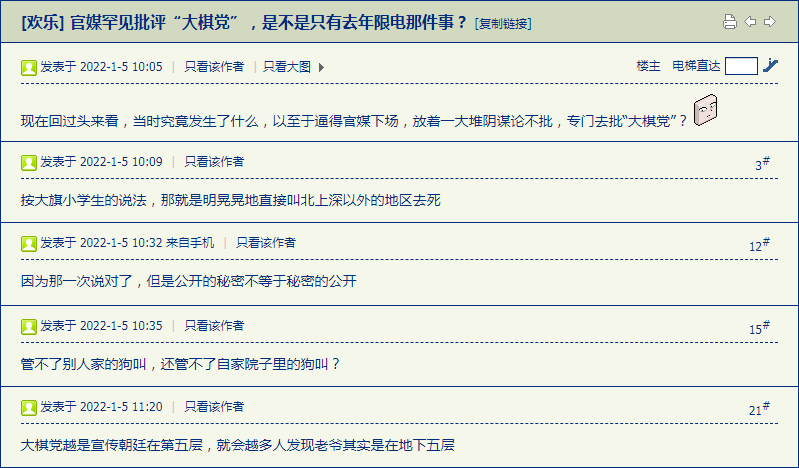 [欢乐] 官媒罕见批评“大棋党”，是不是只有去年限电那件事？ [复制链接]
发表于 2022-1-5 10:05 | 只看该作者 | 只看大图 楼主 电梯直达
现在回过头来看，当时究竟发生了什么，以至于逼得官媒下场，放着一大堆阴谋论不批，专门去批“大棋党”？
发表于 2022-1-5 10:09 | 只看该作者 3#
按大旗小学生的说法，那就是明晃晃地直接叫北上深以外的地区去死
发表于 2022-1-5 10:32 来自手机 | 只看该作者 12#
因为那一次说对了，但是公开的秘密不等于秘密的公开
发表于 2022-1-5 10:35 | 只看该作者 15#
管不了别人家的狗叫，还管不了自家院子里的狗叫？
发表于 2022-1-5 11:20 | 只看该作者 21#
大棋党越是宣传朝廷在第五层，就会越多人发现老爷其实是在地下五层